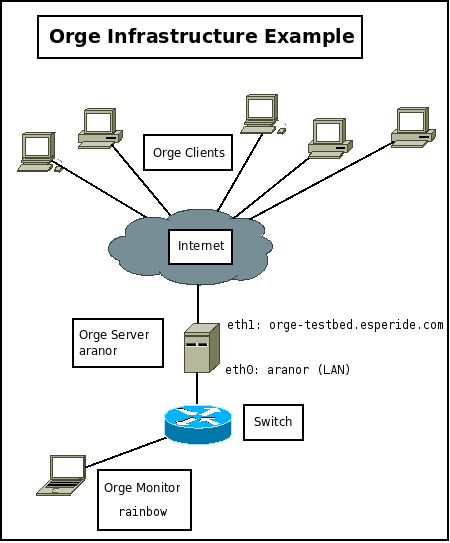 Orge Infrastructure Example
Orge Clients
Internet
eth1: orge-testbed.esperide.com
Orge Server
aranor
eth0: aranor (LAN)
Switch
Orge Monitor
rainbow